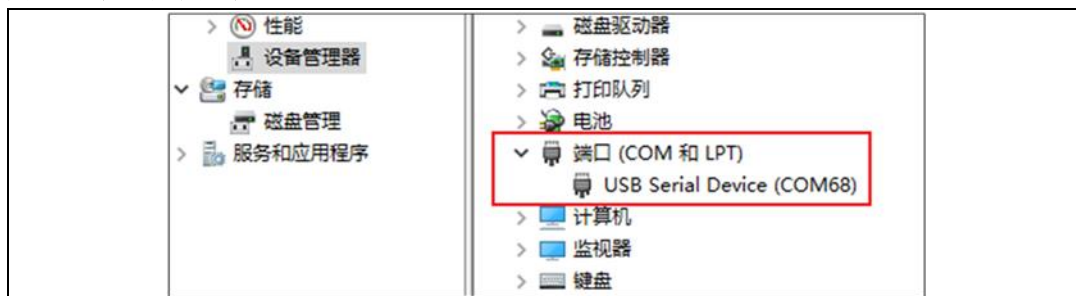 性能
设备管理器
存储
磁盘管理
服务和应用程序
磁盘驱动器
存储控制器
打印队列
电池
端口 (COM 和 LPT)
USB Serial Device (COM68)
计算机
监视器
键盘